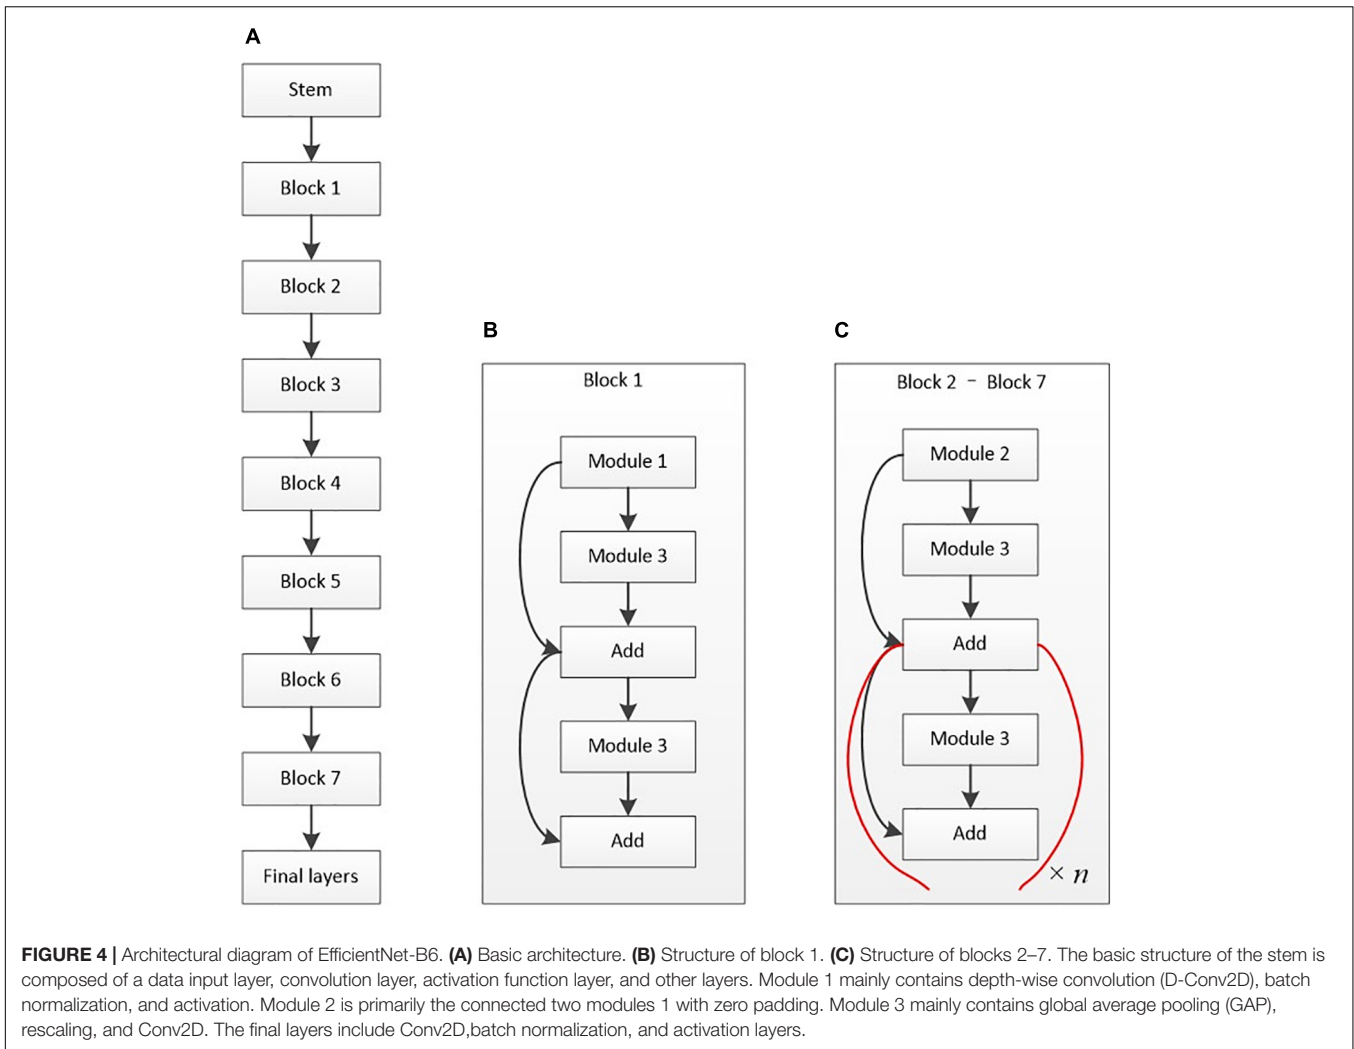 A
Stem
Block 1
Block 2
Block 3
Block 4
Block 5
Block 6
Block 7
Final layers
B
Block 1
Module 1
Module 3
Add
Module 3
Add
C
Block 2 - Block 7
Module 2
Module 3
Add
Module 3
Add
× n
FIGURE 4 | Architectural diagram of EfficientNet-B6. (A) Basic architecture. (B) Structure of block 1. (C) Structure of blocks 2–7. The basic structure of the stem is
composed of a data input layer, convolution layer, activation function layer, and other layers. Module 1 mainly contains depth-wise convolution (D-Conv2D), batch
normalization, and activation. Module 2 is primarily the connected two modules 1 with zero padding. Module 3 mainly contains global average pooling (GAP),
rescaling, and Conv2D. The final layers include Conv2D,batch normalization, and activation layers.